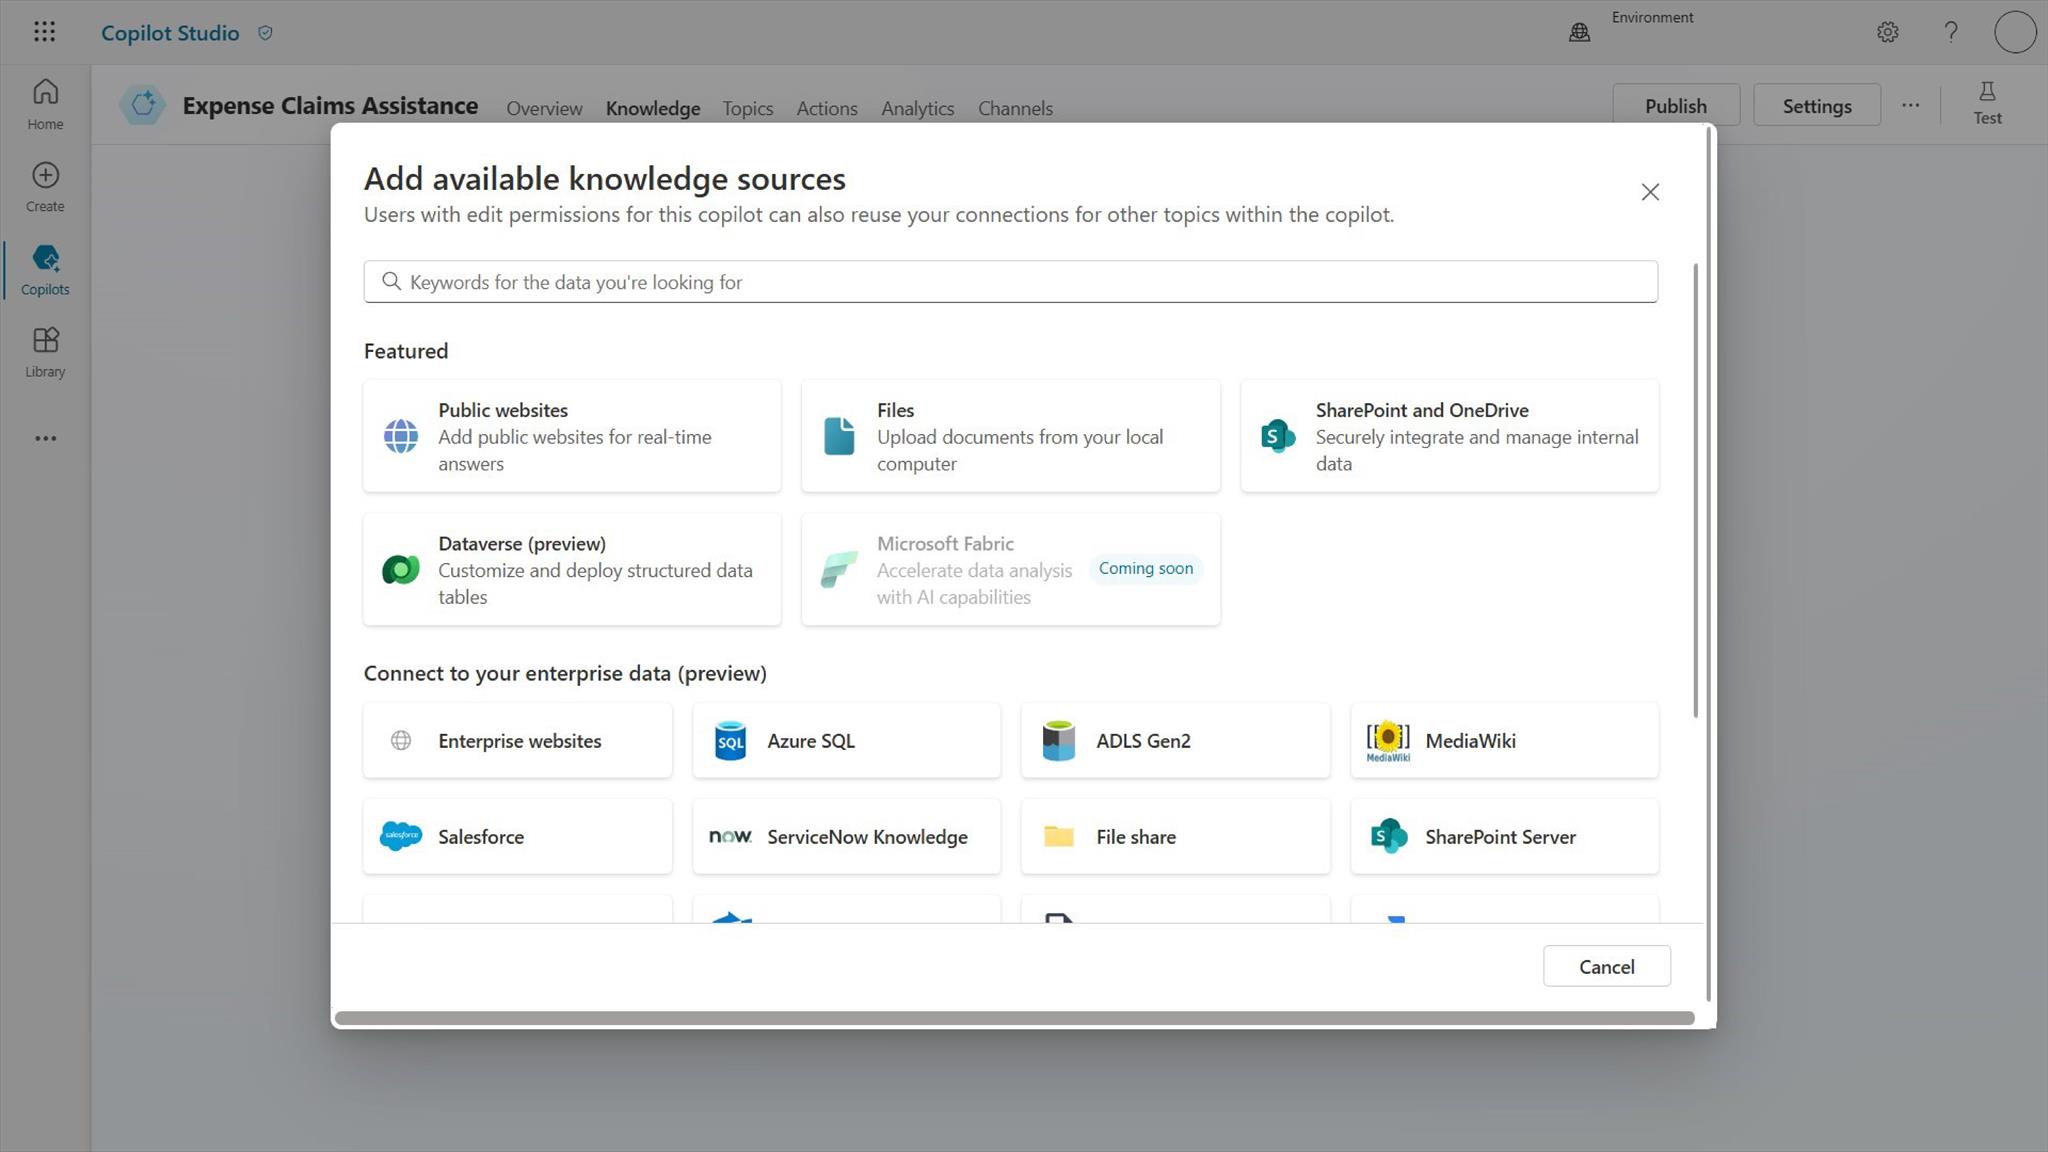 Copilot Studio
Environment
Home
Create
Copilots
Library
Expense Claims Assistance
Overview
Knowledge
Topics
Actions
Analytics
Channels
Publish
Settings
Test
Add available knowledge sources
Users with edit permissions for this copilot can also reuse your connections for other topics within the copilot.
Keywords for the data you're looking for
Featured
Public websites
Add public websites for real-time
answers
Files
Upload documents from your local
computer
SharePoint and OneDrive
Securely integrate and manage internal
data
Dataverse (preview)
Customize and deploy structured data
tables
Microsoft Fabric
Accelerate data analysis
with AI capabilities
Coming soon
Connect to your enterprise data (preview)
Enterprise websites
SQL
Azure SQL
ADLS Gen2
MediaWiki
MediaWiki
salesforce
Salesforce
now.
ServiceNow Knowledge
File share
S
SharePoint Server
Cancel